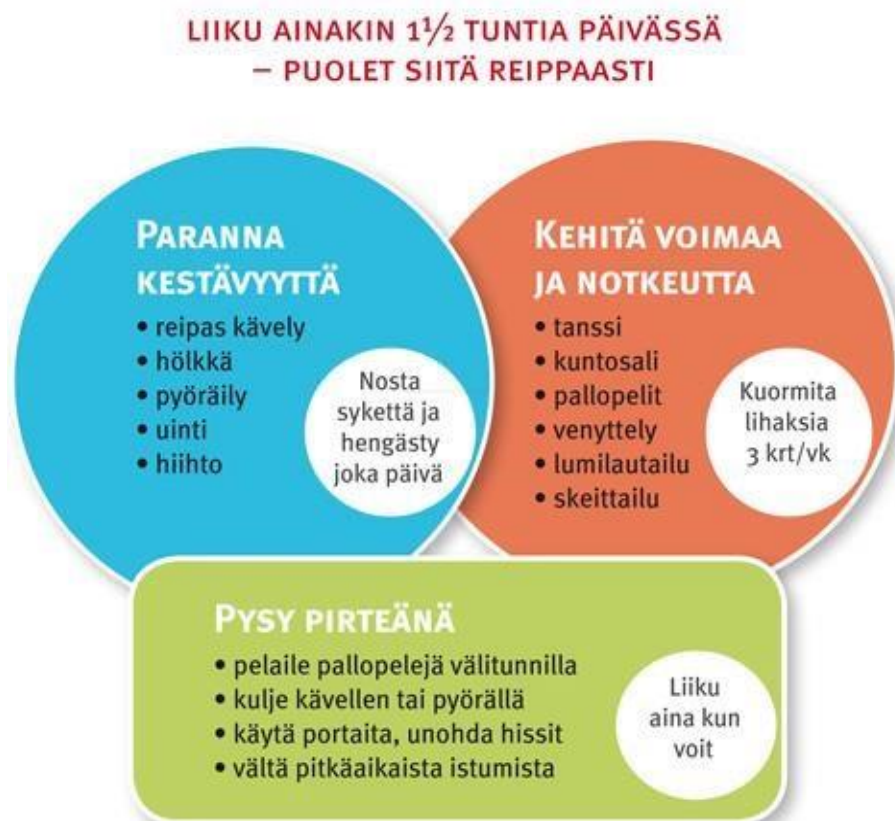 LIIKU AINAKIN 1½ TUNTIA PÄIVÄSSÄ
– PUOLET SIITÄ REIPPAASTI
PARANNA
KESTÄVYYTTÄ
• reipas kävely
• hölkkä
• pyöräily
• uinti
• hiihto
Nosta
sykettä ja
hengästy
joka päivä
KEHITÄ VOIMAA
JA NOTKEUTTA
• tanssi
• kuntosali
• pallopelit
• venyttely
• lumilautailu
• skeittailu
Kuormita
lihaksia
3 krt/vk
PYSY PIRTEÄNÄ
• pelaile pallopelejä välitunnilla
• kulje kävellen tai pyörällä
• käytä portaita, unohda hissit
• vältä pitkäaikaista istumista
Liiku
aina kun
voit